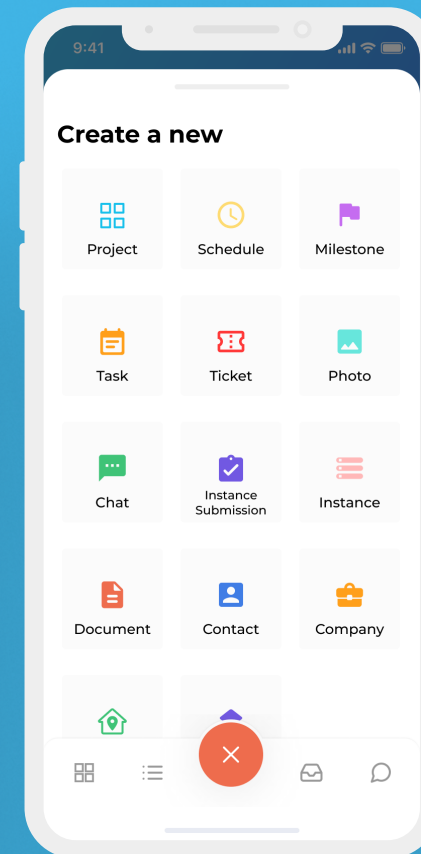 9:41
Create a new
Project
Schedule
Milestone
Task
Ticket
Photo
Chat
Instance
Submission
Instance
Document
Contact
Company